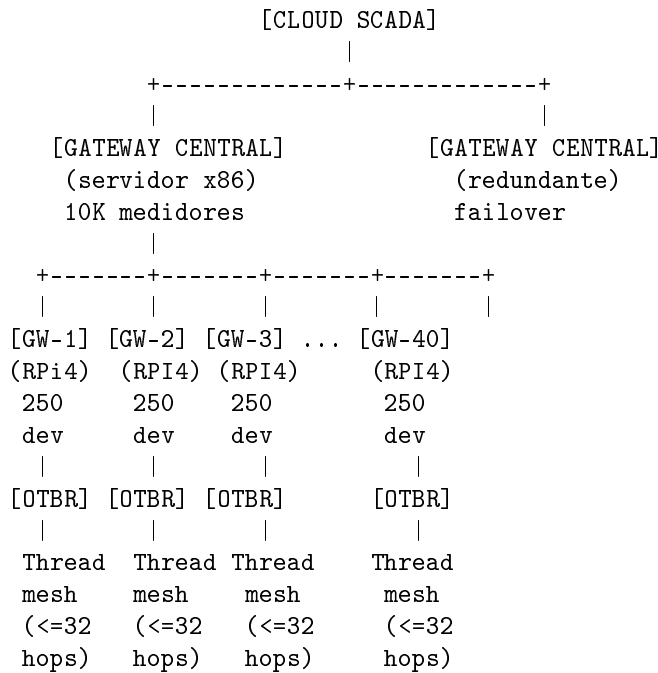 [CLOUD SCADA]
|
+-------------+-------------+
| |
[GATEWAY CENTRAL] [GATEWAY CENTRAL]
(servidor x86) (redundante)
10K medidores failover
|
+-------+-------+-------+-------+
| | | | |
[GW-1] [GW-2] [GW-3] ... [GW-40]
(RPi4) (RPI4) (RPI4) (RPI4)
250 250 250 250
dev dev dev dev
| | | |
[OTBR] [OTBR] [OTBR] [OTBR]
| | | |
Thread Thread Thread Thread
mesh mesh mesh mesh
(<=32 (<=32 (<=32 (<=32
hops) hops) hops) hops)